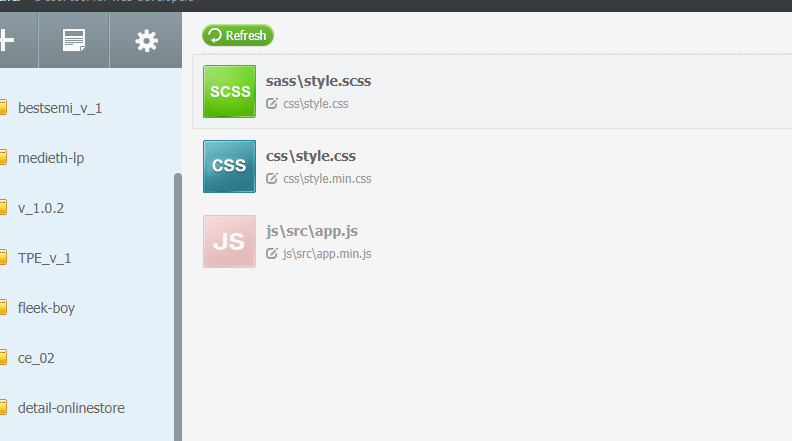 Refresh
bestsemi_v_1
medieth-lp
v_1.0.2
TPE_v_1
fleek-boy
ce_02
detail-onlinestore
SCSS
sass\style.scss
css\style.css
CSS
css\style.css
css\style.min.css
JS
js\src\app.js
js\src\app.min.js